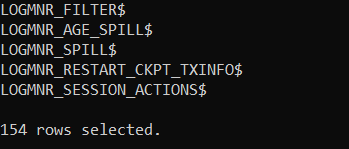 LOGMNR_FILTER$
LOGMNR_AGE_SPILL$
LOGMNR_SPILL$
LOGMNR_RESTART_CKPT_TXINFO$
LOGMNR_SESSION_ACTIONS$
154 rows selected.